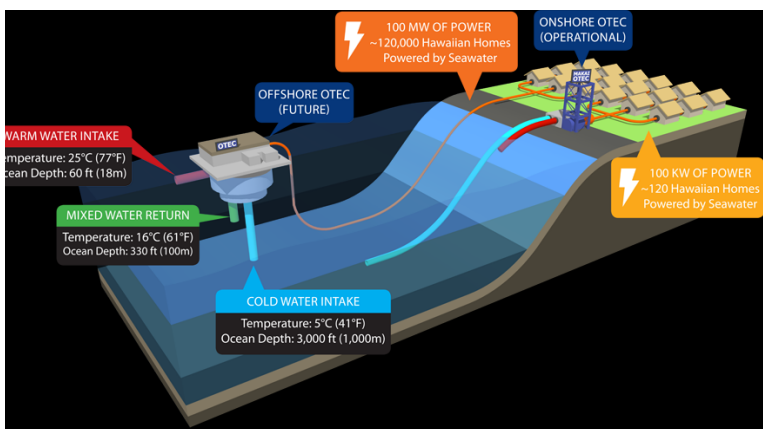 100 MW OF POWER
~120,000 Hawaiian Homes
Powered by Seawater
ONSHORE OTEC
(OPERATIONAL)
MAKAI
OTEC
OFFSHORE OTEC
(FUTURE)
OTEC
WARM WATER INTAKE
emperature: 25°C (77°F)
cean Depth: 60 ft (18m)
100 KW OF POWER
~120 Hawaiian Homes
Powered by Seawater
MIXED WATER RETURN
Temperature: 16°C (61°F)
Ocean Depth: 330 ft (100m)
COLD WATER INTAKE
Temperature: 5°C (41°F)
Ocean Depth: 3,000 ft (1,000m)